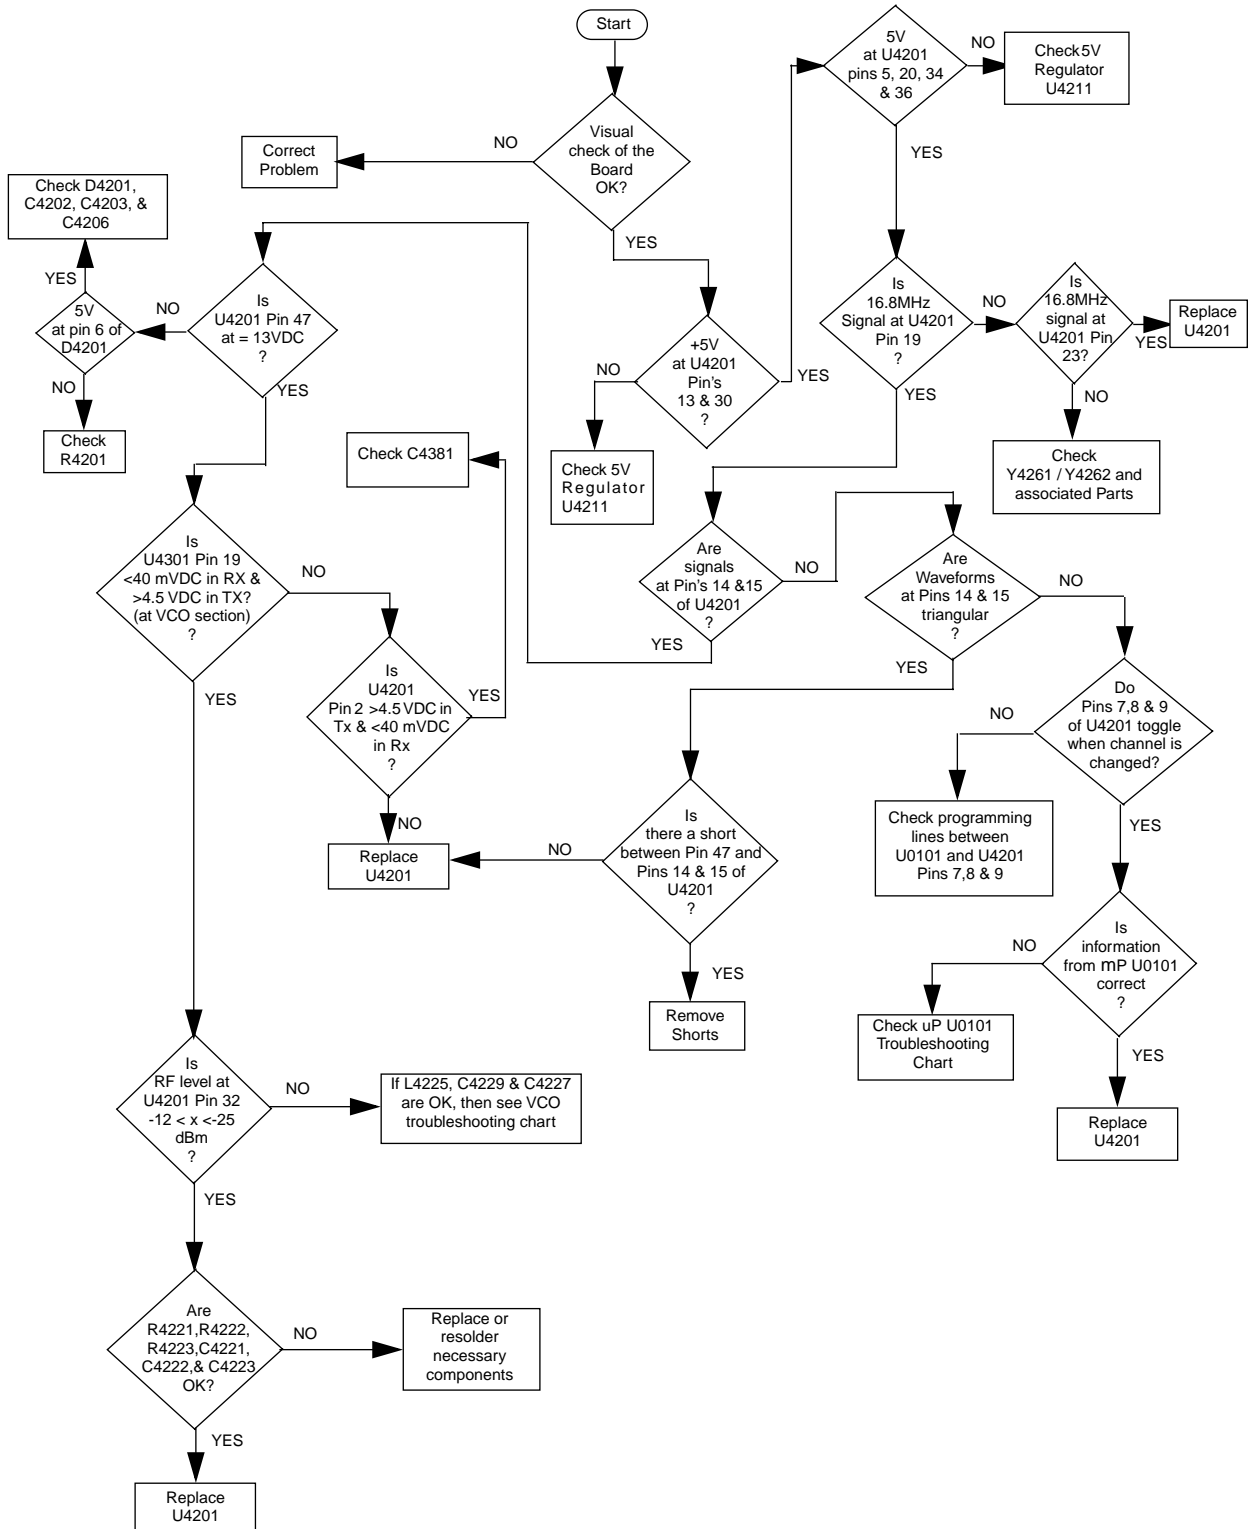 Start
Visual
check of the
Board
OK?
NO
Correct
Problem
YES
+5V
at U4201
Pin's
13 & 30
?
NO
Check 5V
Regulator
U4211
YES
5V
at U4201
pins 5, 20, 34
& 36
NO
Check 5V
Regulator
U4211
YES
Is
16.8MHz
Signal at U4201
Pin 19
?
NO
Is
16.8MHz
signal at
U4201 Pin
23?
YES
Replace
U4201
NO
Check
Y4261 / Y4262 and
associated Parts
YES
Are
signals
at Pin's 14 &15
of U4201
?
NO
Are
Waveforms
at Pins 14 & 15
triangular
?
NO
Do
Pins 7,8 & 9
of U4201 toggle
when channel is
changed?
NO
Check programming
lines between
U0101 and U4201
Pins 7,8 & 9
YES
Is
information
from mP U0101
correct
?
NO
Check uP U0101
Troubleshooting
Chart
YES
Replace
U4201
YES
Is
there a short
between Pin 47 and
Pins 14 & 15 of
U4201
?
NO
YES
Remove
Shorts
YES
Is
U4201 Pin 47
at = 13VDC
?
NO
5V
at pin 6 of
D4201
YES
Check D4201,
C4202, C4203, &
C4206
NO
Check
R4201
YES
Is
U4301 Pin 19
<40 mVDC in RX &
>4.5 VDC in TX?
(at VCO section)
?
NO
Is
U4201
Pin 2 >4.5 VDC in
Tx & <40 mVDC
in Rx
?
YES
Check C4381
NO
Replace
U4201
YES
Is
RF level at
U4201 Pin 32
-12 < x <-25
dBm
?
NO
If L4225, C4229 & C4227
are OK, then see VCO
troubleshooting chart
YES
Are
R4221,R4222,
R4223,C4221,
C4222,& C4223
OK?
NO
Replace or
resolder
necessary
components
YES
Replace
U4201